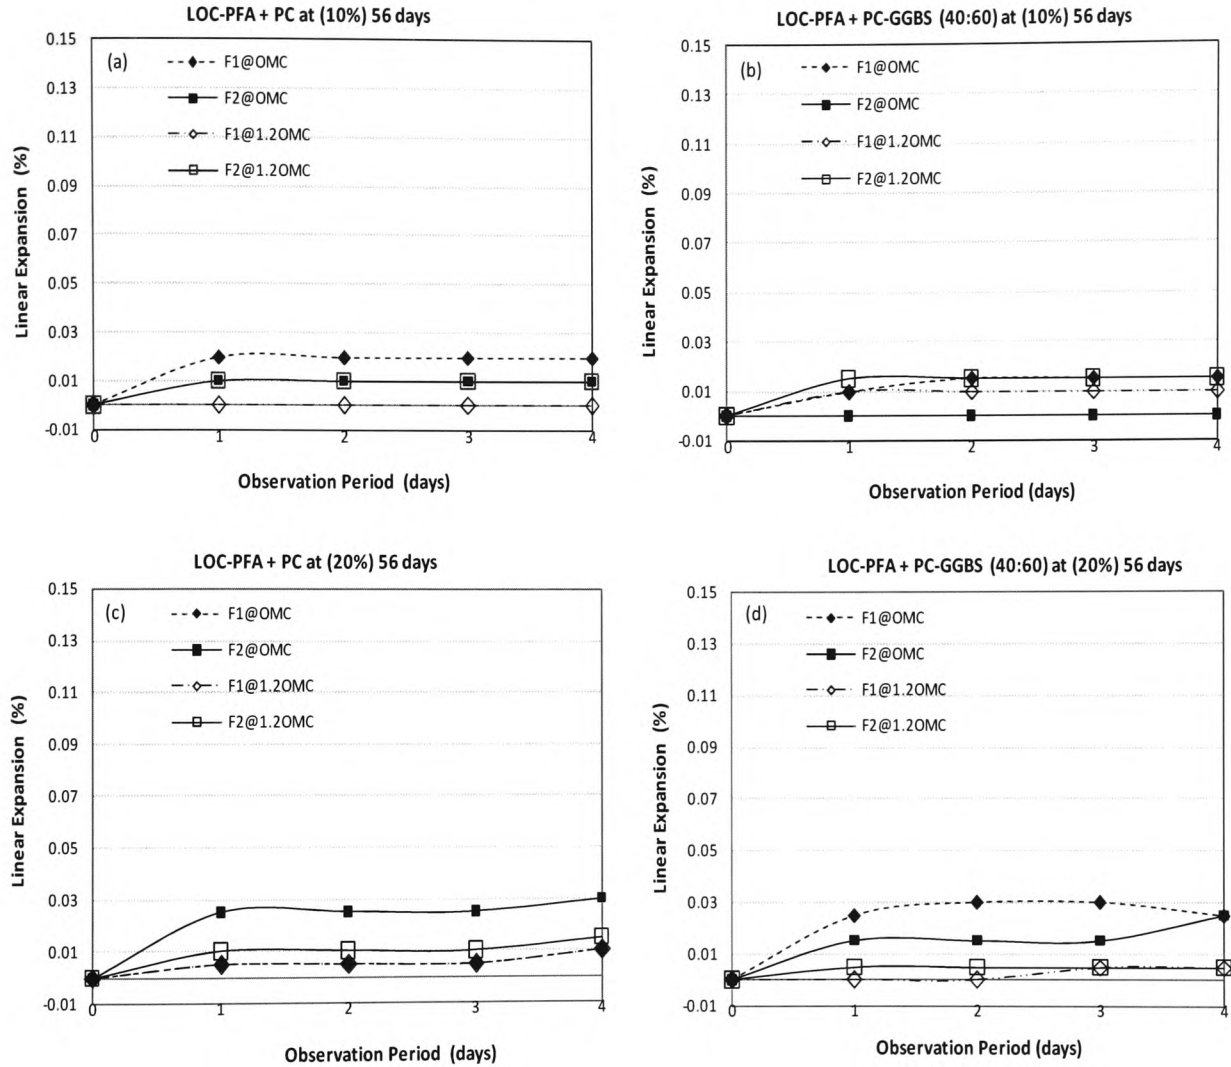 LOC-PFA + PC at (10%) 56 days
(a)
F1@OMC
F2@OMC
F1@1.2OMC
F2@1.2OMC
0.15
0.13
0.11
0.09
0.07
0.05
0.03
0.01
-0.01
0 1 2 3 4
Linear Expansion (%)
Observation Period (days)
LOC-PFA + PC-GGBS (40:60) at (10%) 56 days
(b)
F1@OMC
F2@OMC
F1@1.2OMC
F2@1.2OMC
0.15
0.13
0.11
0.09
0.07
0.05
0.03
0.01
-0.01
0 1 2 3 4
Linear Expansion (%)
Observation Period (days)
LOC-PFA + PC at (20%) 56 days
(c)
F1@OMC
F2@OMC
F1@1.2OMC
F2@1.2OMC
0.15
0.13
0.11
0.09
0.07
0.05
0.03
0.01
-0.01
0 1 2 3 4
Linear Expansion (%)
Observation Period (days)
LOC-PFA + PC-GGBS (40:60) at (20%) 56 days
(d)
F1@OMC
F2@OMC
F1@1.2OMC
F2@1.2OMC
0.15
0.13
0.11
0.09
0.07
0.05
0.03
0.01
-0.01
0 1 2 3 4
Linear Expansion (%)
Observation Period (days)